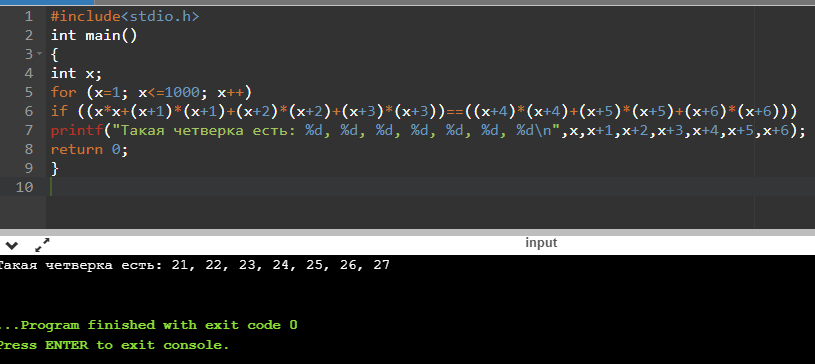 1 #include<stdio.h>
2 int main()
3 {
4 int x;
5 for (x=1; x<=1000; x++)
6 if ((x*x+(x+1)*(x+1)+(x+2)*(x+2)+(x+3)*(x+3))==((x+4)*(x+4)+(x+5)*(x+5)+(x+6)*(x+6)))
7 printf("Такая четверка есть: %d, %d, %d, %d, %d, %d, %d\n",x,x+1,x+2,x+3,x+4,x+5,x+6);
8 return 0;
9 }
10
input
Такая четверка есть: 21, 22, 23, 24, 25, 26, 27
...Program finished with exit code 0
Press ENTER to exit console.